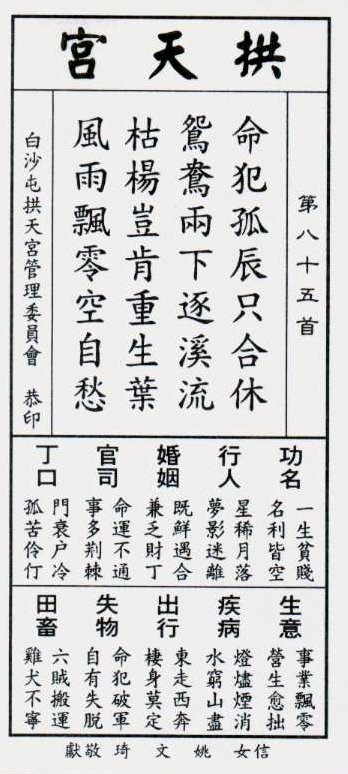 拱天宮
第八十五首
命犯孤辰只合休
鴛鴦兩下逐溪流
枯楊豈肯重生葉
風雨飄零空自愁
白沙屯拱天宮管理委員會 恭印
功名
一生貧賤
名利皆空
行人
星稀月落
夢影迷離
婚姻
既鮮遇合
兼乏財丁
官司
命運不通
事多荆棘
丁口
門衰户冷
孤苦伶仃
生意
事業飄零
營生愈拙
疾病
燈燼煙消
水窮山盡
出行
東走西奔
棲身莫定
失物
命犯破軍
自有失脱
田畜
六賊搬運
雞犬不寧
信女 姚文琦 敬獻